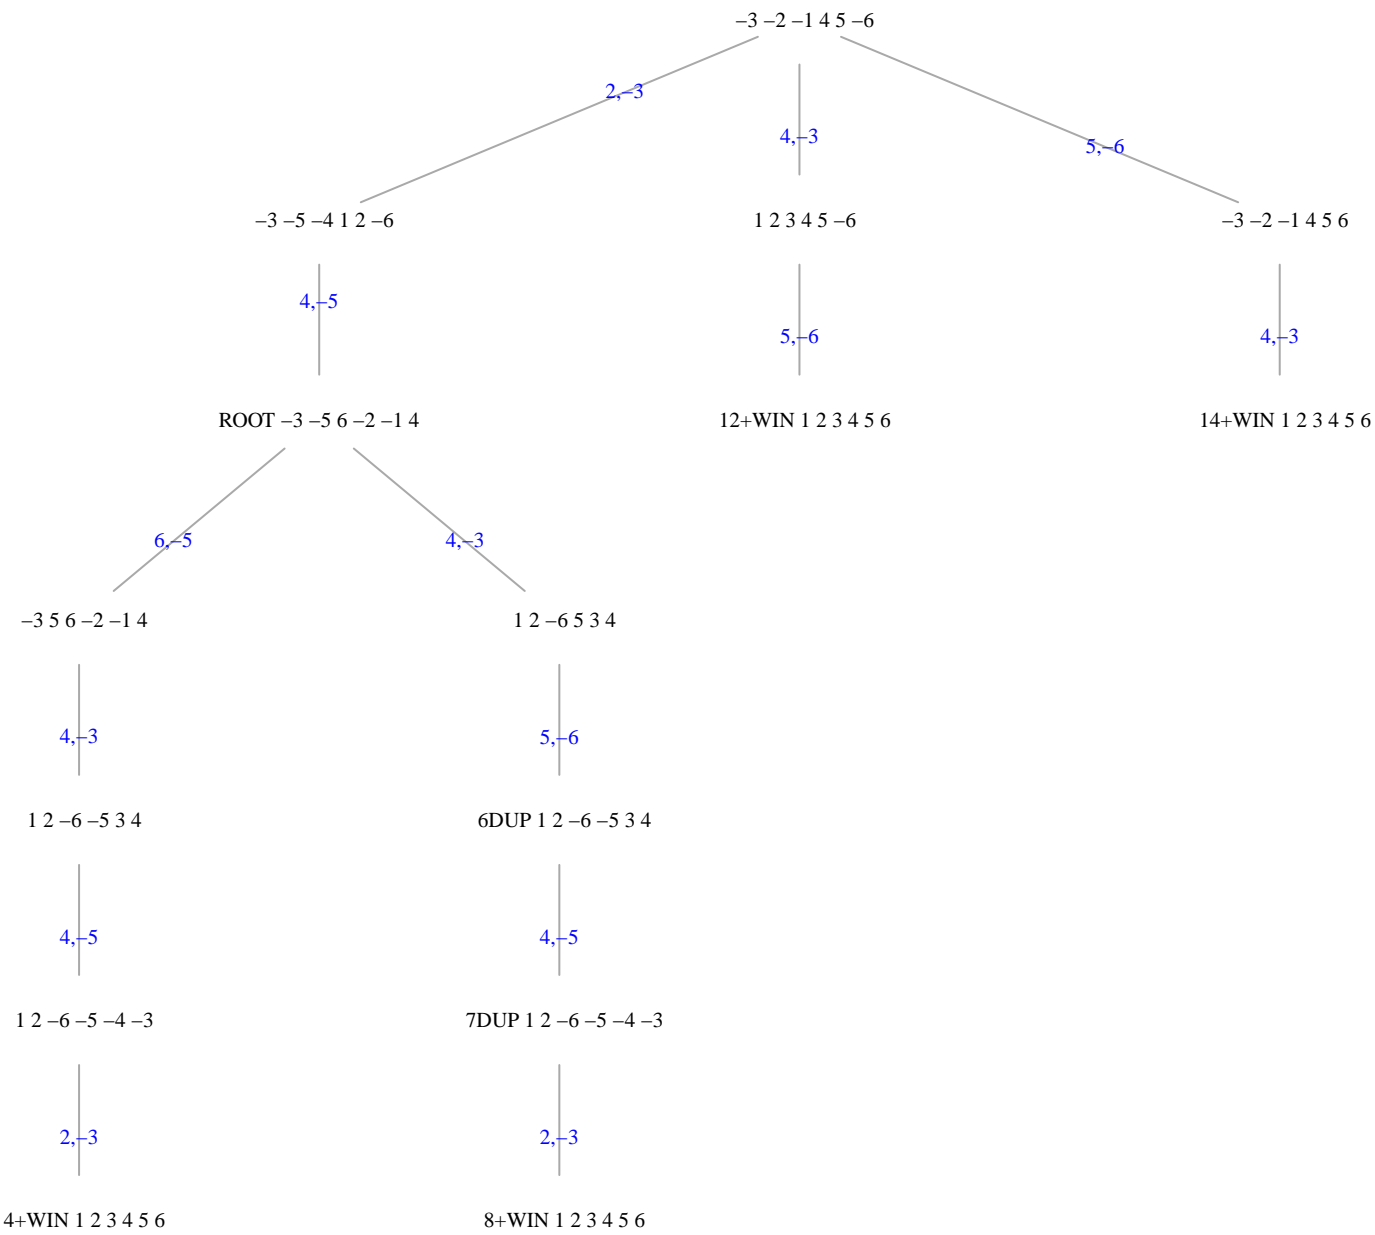 –3 –2 –1 4 5 –6
2,–3
4,–3
5,–6
–3 –5 –4 1 2 –6
1 2 3 4 5 –6
–3 –2 –1 4 5 6
4,–5
5,–6
4,–3
ROOT –3 –5 6 –2 –1 4
12+WIN 1 2 3 4 5 6
14+WIN 1 2 3 4 5 6
6,–5
4,–3
–3 5 6 –2 –1 4
1 2 –6 5 3 4
4,–3
5,–6
1 2 –6 –5 3 4
6DUP 1 2 –6 –5 3 4
4,–5
4,–5
1 2 –6 –5 –4 –3
7DUP 1 2 –6 –5 –4 –3
2,–3
2,–3
4+WIN 1 2 3 4 5 6
8+WIN 1 2 3 4 5 6